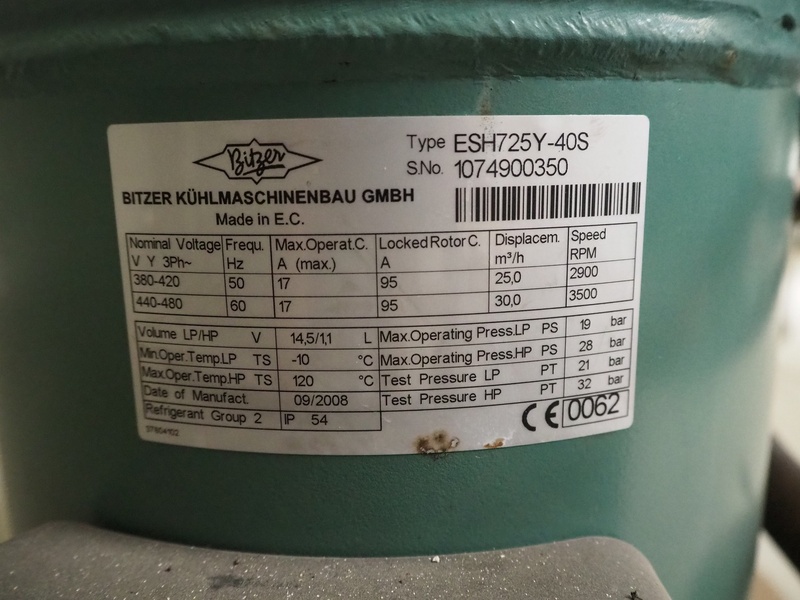 Bitzer
BITZER KÜHLMASCHINENBAU GMBH
Made in E.C.
Type ESH725Y-40S
S.No. 1074900350
Nominal Voltage V Y 3Ph~ Frequ. Hz Max.Operat.C. A (max.) Locked Rotor C. A Displacem. m³/h Speed RPM
380-420 50 17 95 25,0 2900
440-480 60 17 95 30,0 3500
Volume LP/HP V 14,5/1,1 L
Min.Oper.Temp.LP TS -10 °C
Max.Oper.Temp.HP TS 120 °C
Date of Manufact. 09/2008
Refrigerant Group 2 IP 54
Max.Operating Press.LP PS 19 bar
Max.Operating Press.HP PS 28 bar
Test Pressure LP PT 21 bar
Test Pressure HP PT 32 bar
CE 0062